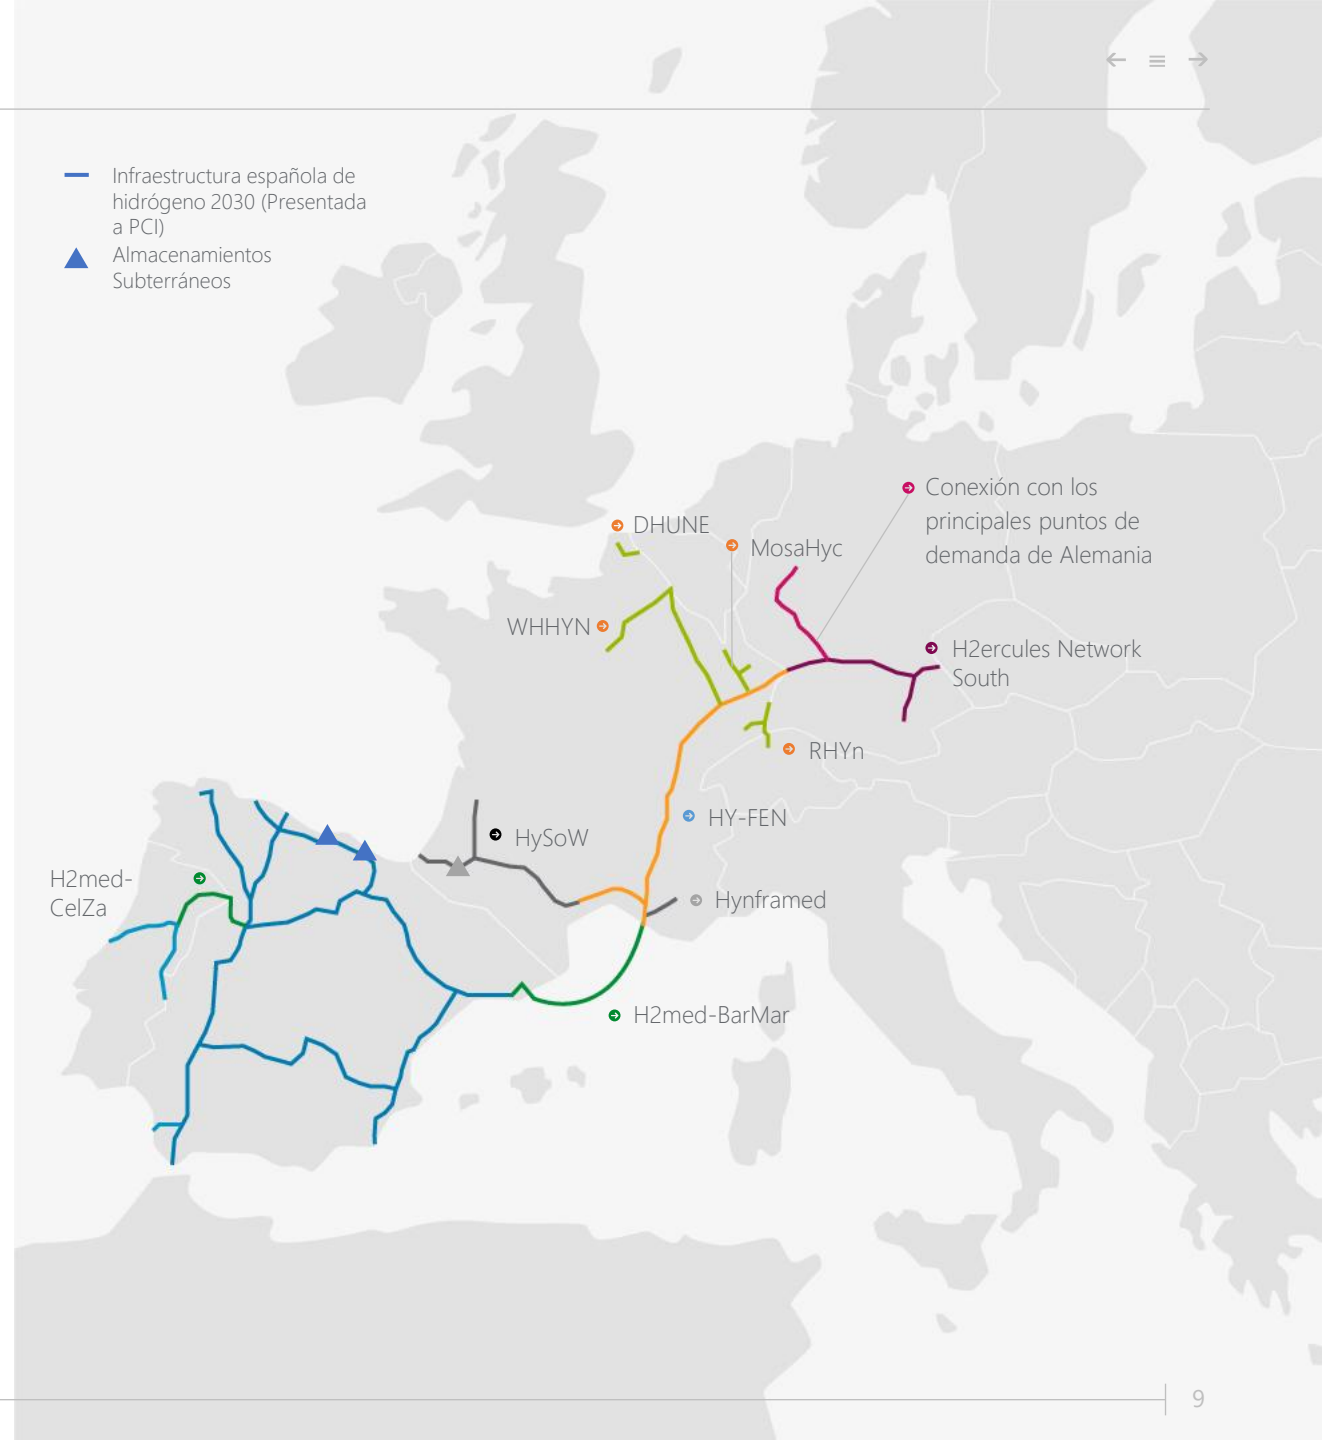 Infraestructura española de
hidrógeno 2030 (Presentada
a PCI)
Almacenamientos
Subterráneos
Conexión con los
principales puntos de
demanda de Alemania
DHUNE
MosaHyc
WHHYN
H2ercules Network
South
RHYn
HY-FEN
HySoW
H2med-
CelZa
Hynframed
H2med-BarMar
9